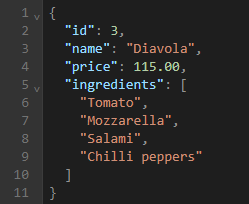 1 {
2   "id": 3,
3   "name": "Diavola",
4   "price": 115.00,
5   "ingredients": [
6     "Tomato",
7     "Mozzarella",
8     "Salami",
9     "Chilli peppers"
10   ]
11 }